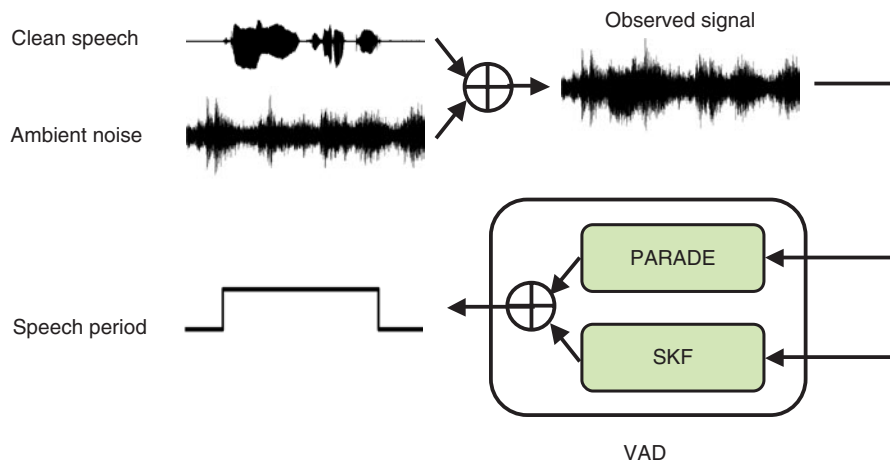 Observed signal
Clean speech
Ambient noise
PARADE
Speech period
SKF
VAD